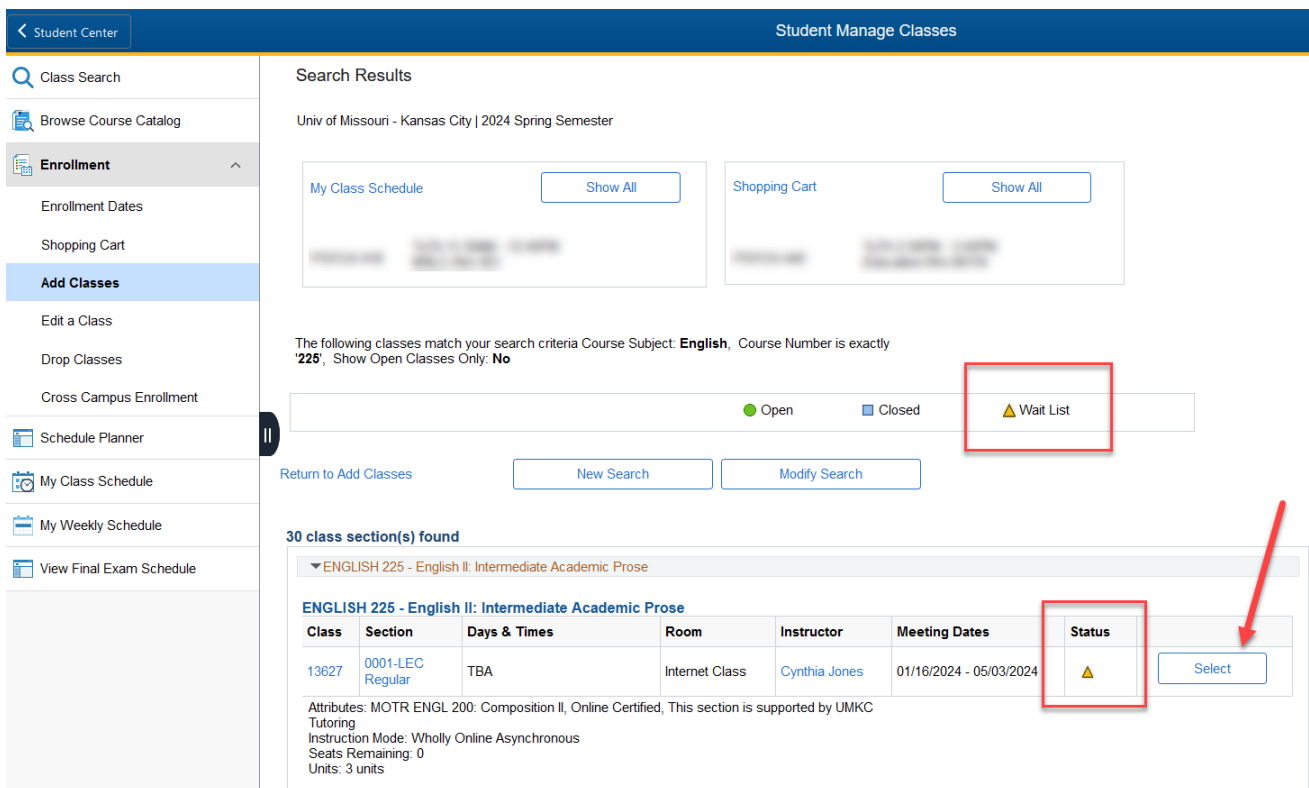 Student Center
Student Manage Classes
Class Search
Browse Course Catalog
Enrollment
Enrollment Dates
Shopping Cart
Add Classes
Edit a Class
Drop Classes
Cross Campus Enrollment
Schedule Planner
My Class Schedule
My Weekly Schedule
View Final Exam Schedule
Search Results
Univ of Missouri - Kansas City | 2024 Spring Semester
My Class Schedule
Show All
Shopping Cart
Show All
The following classes match your search criteria Course Subject: English, Course Number is exactly
'225', Show Open Classes Only: No
Open Closed Wait List
Return to Add Classes
New Search
Modify Search
30 class section(s) found
ENGLISH 225 - English II: Intermediate Academic Prose
ENGLISH 225 - English II: Intermediate Academic Prose
Class Section Days & Times Room Instructor Meeting Dates Status
13627 0001-LEC TBA Internet Class Cynthia Jones 01/16/2024 - 05/03/2024 Select
Regular
Attributes: MOTR ENGL 200: Composition II, Online Certified, This section is supported by UMKC
Tutoring
Instruction Mode: Wholly Online Asynchronous
Seats Remaining: 0
Units: 3 units